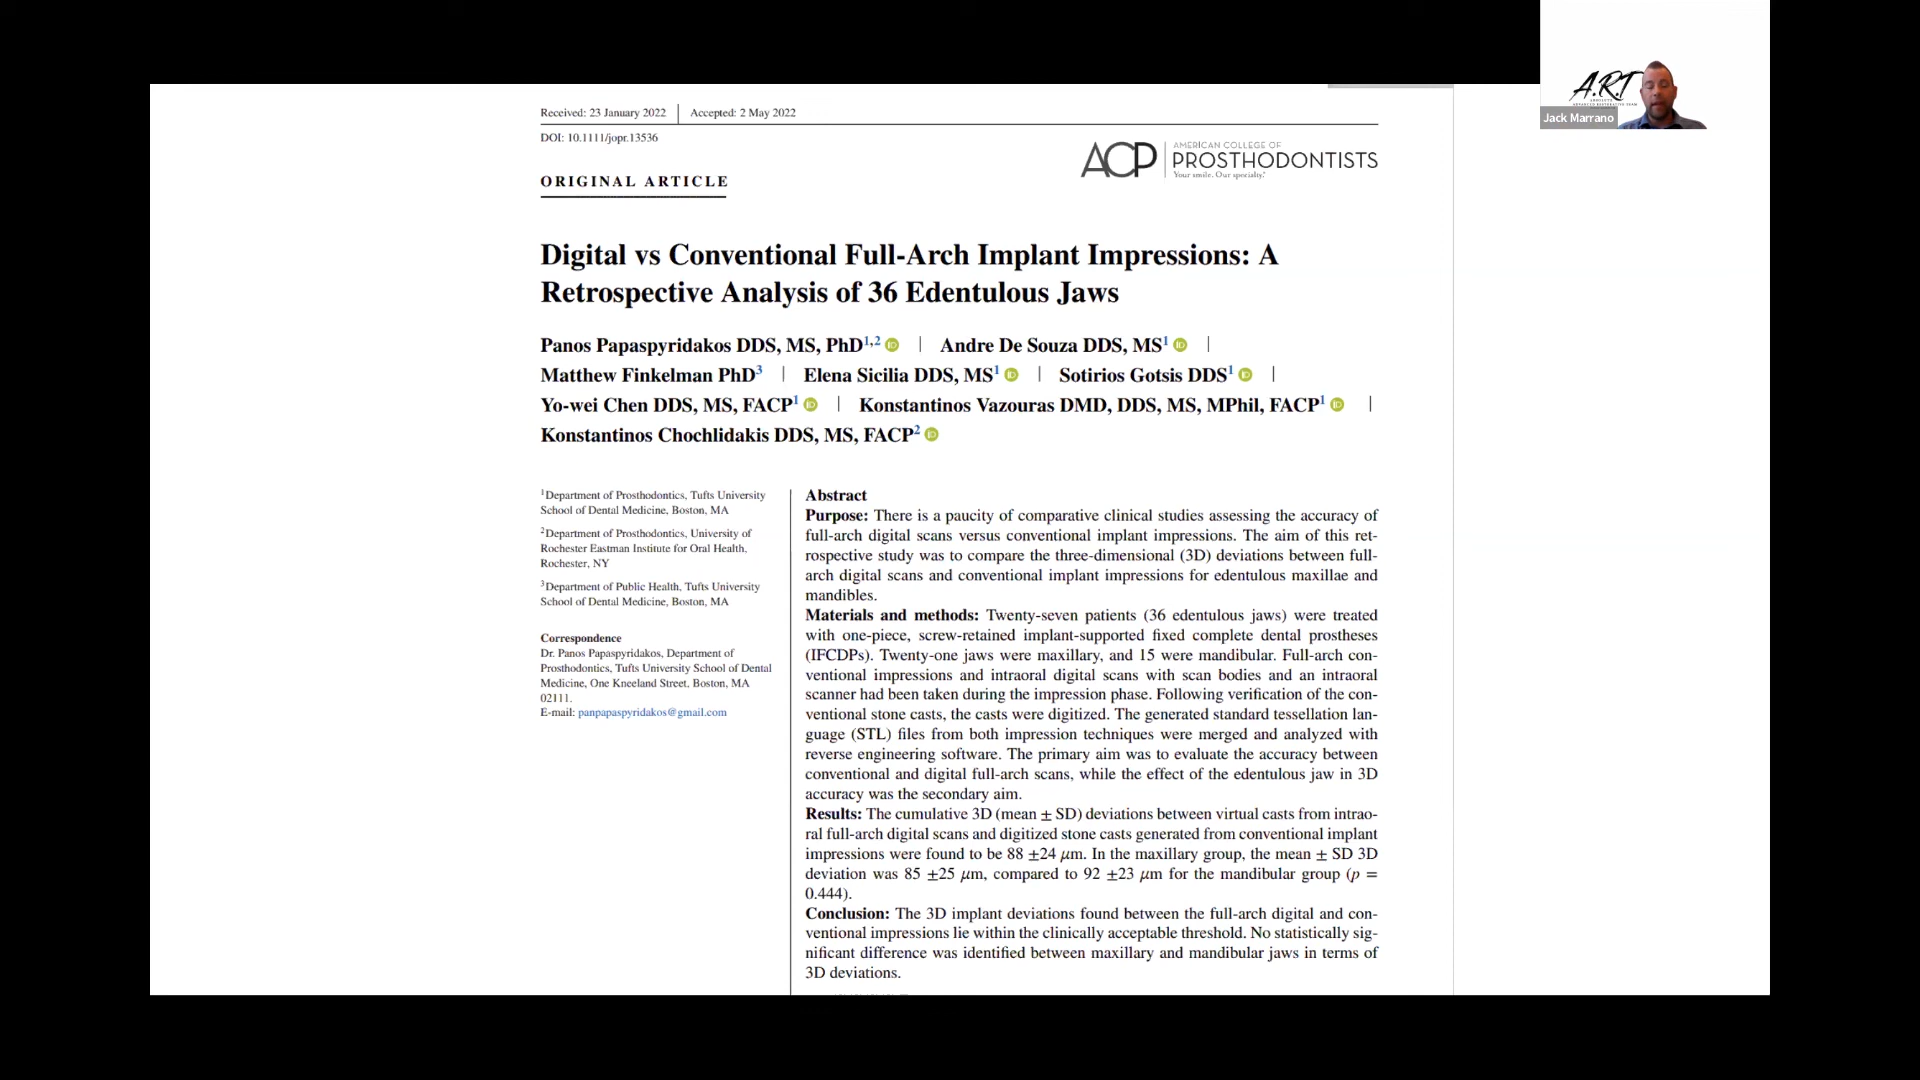 Received: 23 January 2022 | Accepted: 2 May 2022
DOI: 10.1111/jopr.13536
ORIGINAL ARTICLE
ACP | AMERICAN COLLEGE OF
PROSTHODONTISTS
Your smile. Our specialty.®
A.R.T
ADVANCED RESTORATIVE TEAM
Jack Marrano
Digital vs Conventional Full-Arch Implant Impressions: A
Retrospective Analysis of 36 Edentulous Jaws
Panos Papaspyridakos DDS, MS, PhD1,2 | Andre De Souza DDS, MS1 |
Matthew Finkelman PhD3 | Elena Sicilia DDS, MS1 | Sotirios Gotsis DDS1 |
Yo-wei Chen DDS, MS, FACP1 | Konstantinos Vazouras DMD, DDS, MS, MPhil, FACP1 |
Konstantinos Chochlidakis DDS, MS, FACP2
1Department of Prosthodontics, Tufts University
School of Dental Medicine, Boston, MA
2Department of Prosthodontics, University of
Rochester Eastman Institute for Oral Health,
Rochester, NY
3Department of Public Health, Tufts University
School of Dental Medicine, Boston, MA
Correspondence
Dr. Panos Papaspyridakos, Department of
Prosthodontics, Tufts University School of Dental
Medicine, One Kneeland Street, Boston, MA
02111.
E-mail: panpapaspyridakos@gmail.com
Abstract
Purpose: There is a paucity of comparative clinical studies assessing the accuracy of
full-arch digital scans versus conventional implant impressions. The aim of this ret-
rospective study was to compare the three-dimensional (3D) deviations between full-
arch digital scans and conventional implant impressions for edentulous maxillae and
mandibles.
Materials and methods: Twenty-seven patients (36 edentulous jaws) were treated
with one-piece, screw-retained implant-supported fixed complete dental prostheses
(IFCDPs). Twenty-one jaws were maxillary, and 15 were mandibular. Full-arch con-
ventional impressions and intraoral digital scans with scan bodies and an intraoral
scanner had been taken during the impression phase. Following verification of the con-
ventional stone casts, the casts were digitized. The generated standard tessellation lan-
guage (STL) files from both impression techniques were merged and analyzed with
reverse engineering software. The primary aim was to evaluate the accuracy between
conventional and digital full-arch scans, while the effect of the edentulous jaw in 3D
accuracy was the secondary aim.
Results: The cumulative 3D (mean ± SD) deviations between virtual casts from intrao-
ral full-arch digital scans and digitized stone casts generated from conventional implant
impressions were found to be 88 ±24 μm. In the maxillary group, the mean ± SD 3D
deviation was 85 ±25 μm, compared to 92 ±23 μm for the mandibular group (p =
0.444).
Conclusion: The 3D implant deviations found between the full-arch digital and con-
ventional impressions lie within the clinically acceptable threshold. No statistically sig-
nificant difference was identified between maxillary and mandibular jaws in terms of
3D deviations.